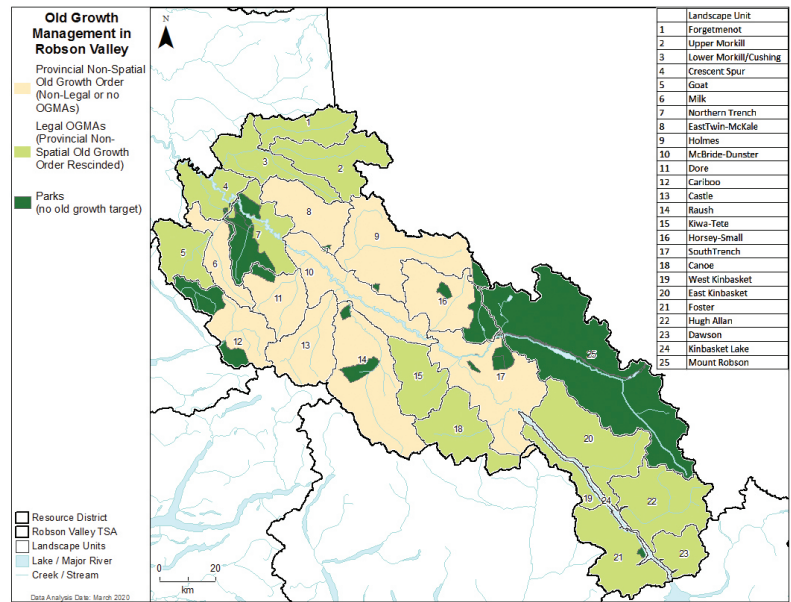 Old Growth
Management in
Robson Valley
Provincial Non-Spatial
Old Growth Order
(Non-Legal or no
OGMAs)
Legal OGMAs
(Provincial Non-
Spatial Old Growth
Order Rescinded)
Parks
(no old growth target)
N
Landscape Unit
1 Forgetmenot
2 Upper Morkill
3 Lower Morkill/Cushing
4 Crescent Spur
5 Goat
6 Milk
7 Northern Trench
8 EastTwin-McKale
9 Holmes
10 McBride-Dunster
11 Dore
12 Cariboo
13 Castle
14 Raush
15 Kiwa-Tete
16 Horsey-Small
17 SouthTrench
18 Canoe
19 West Kinbasket
20 East Kinbasket
21 Foster
22 Hugh Allan
23 Dawson
24 Kinbasket Lake
25 Mount Robson
1
3
2
4
8
7
9
5
6
10
11
16
12
13
14
25
15
17
18
20
19
24
22
21
23
Resource District
Robson Valley TSA
Landscape Units
Lake / Major River
Creek / Stream
0 20
km
Data Analysis Date: March 2020